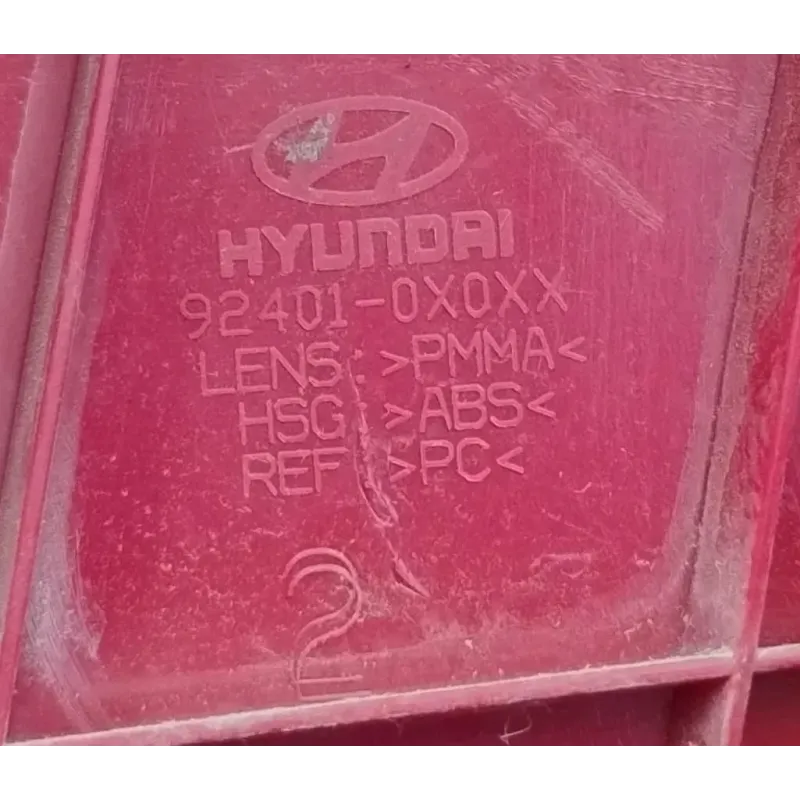 HYUNDAI
92401-0X0XX
LENS:>PMMA<
HSG:>ABS<
REF:>PC<
2